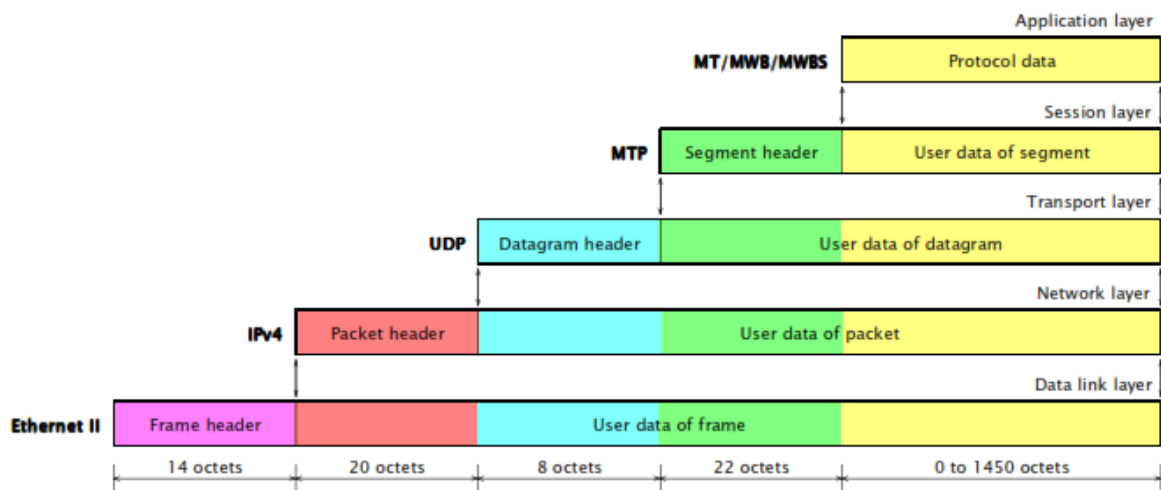 Application layer
MT/MWB/MWBS Protocol data
Session layer
MTP Segment header User data of segment
Transport layer
UDP Datagram header User data of datagram
Network layer
IPv4 Packet header User data of packet
Data link layer
Ethernet II Frame header User data of frame
14 octets 20 octets 8 octets 22 octets 0 to 1450 octets